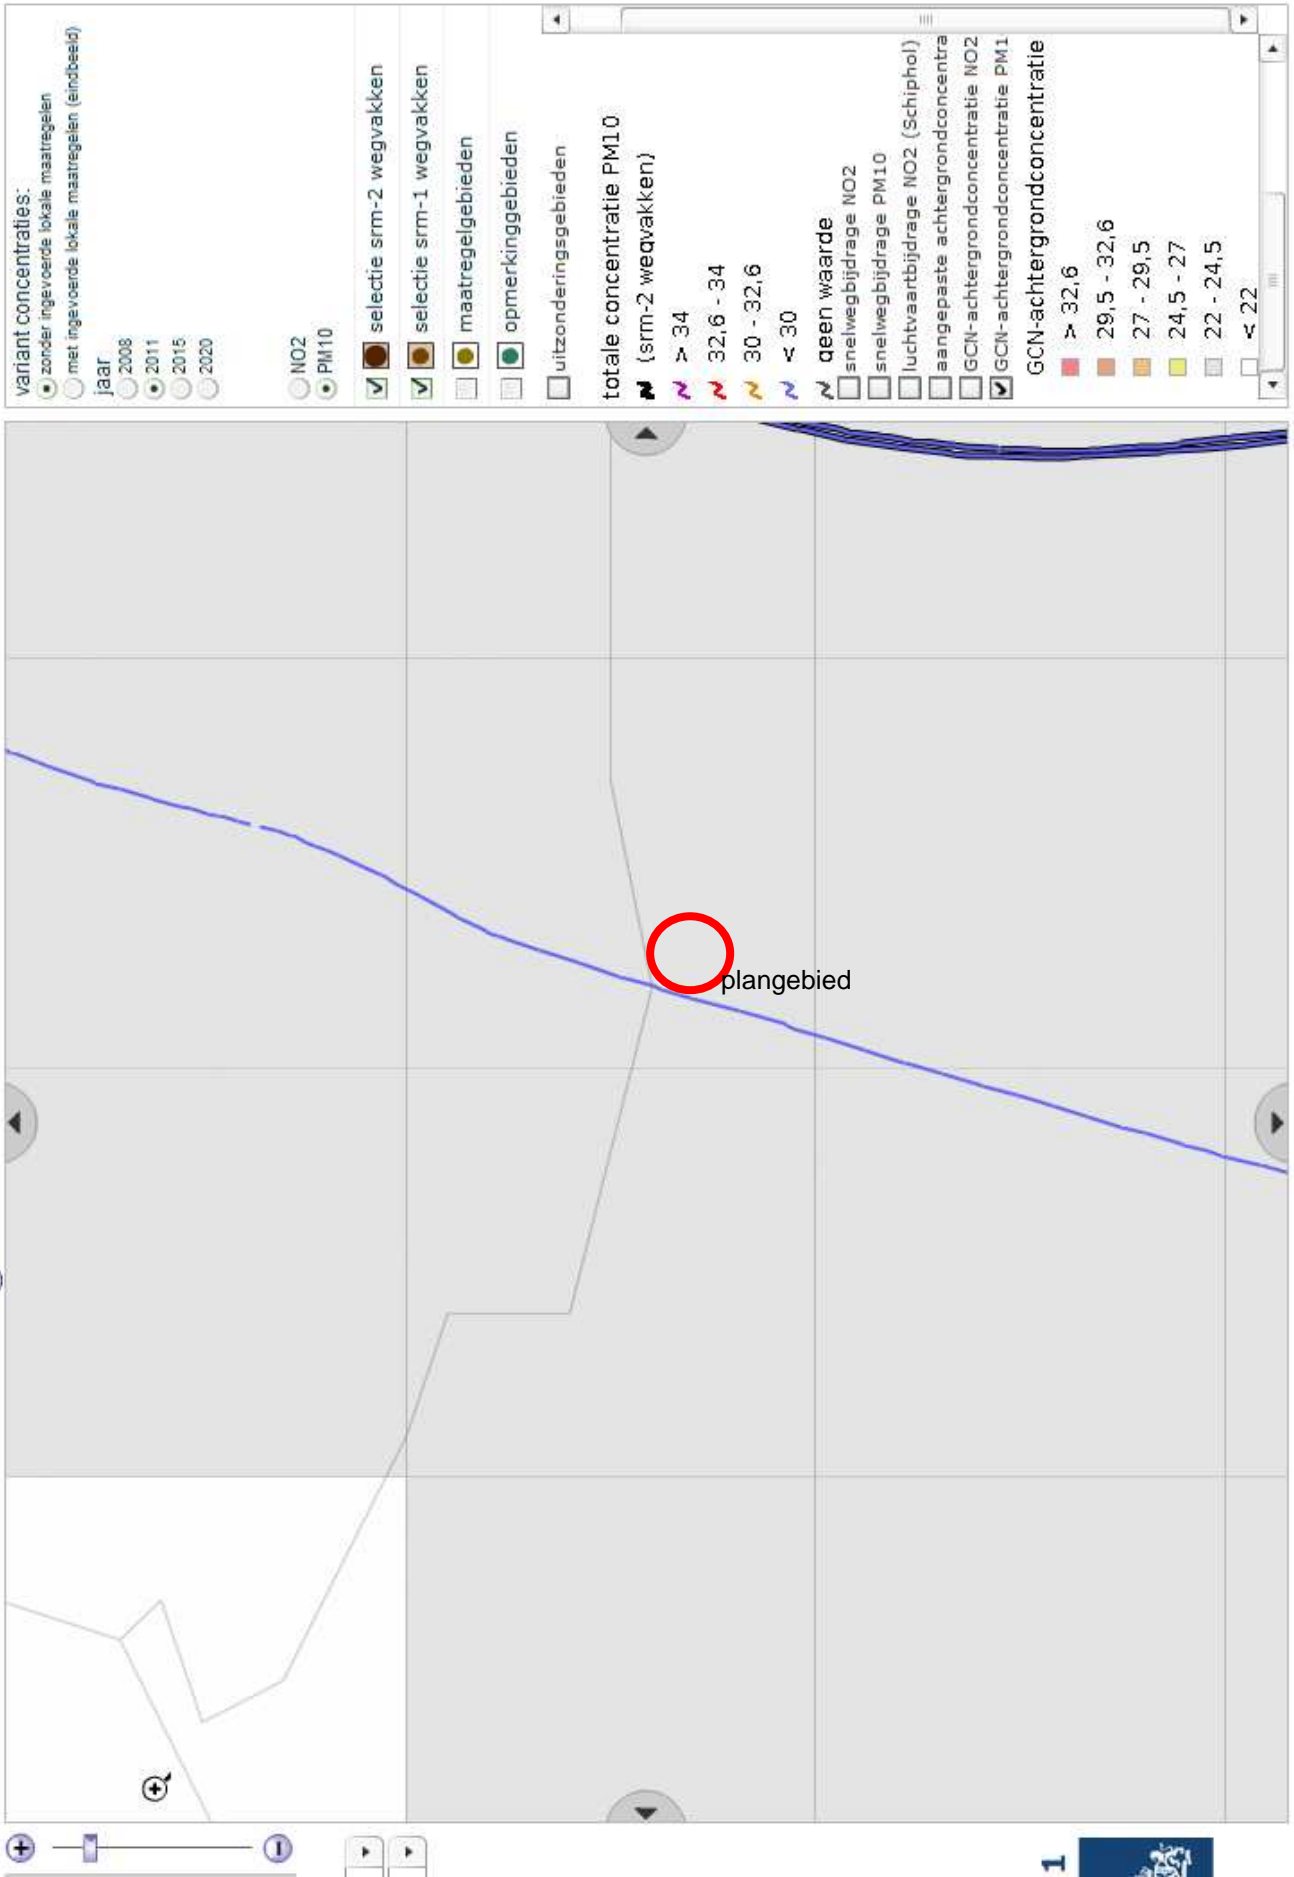 variant concentraties:
zonder ingevoerde lokale maatregelen
met ingevoerde lokale maatregelen (eindbeeld)
jaar
2008
2011
2015
2020
NO2
PM10
selectie srm-2 wegvakken
selectie srm-1 wegvakken
maatregelgebieden
opmerkinggebieden
uitzonderingsgebieden
totale concentratie PM10
(srm-2 wegvakken)
> 34
32,6 - 34
30 - 32,6
< 30
geen waarde
snelwegbijdrage NO2
snelwegbijdrage PM10
luchtvaartbijdrage NO2 (Schiphol)
aangepaste achtergrondconcentra
GCN-achtergrondconcentratie NO2
GCN-achtergrondconcentratie PM1
GCN-achtergrondconcentratie
> 32,6
29,5 - 32,6
27 - 29,5
24,5 - 27
22 - 24,5
< 22
plangebied
1